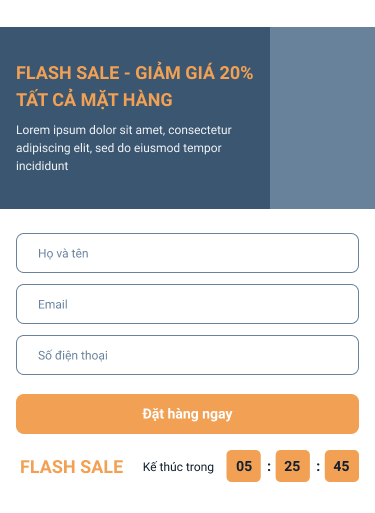 FLASH SALE - GIẢM GIÁ 20%
TẤT CẢ MẶT HÀNG
Lorem ipsum dolor sit amet, consectetur
adipiscing elit, sed do eiusmod tempor
incididunt
Họ và tên
Email
Số điện thoại
Đặt hàng ngay
FLASH SALE Kế thúc trong 05 : 25 : 45